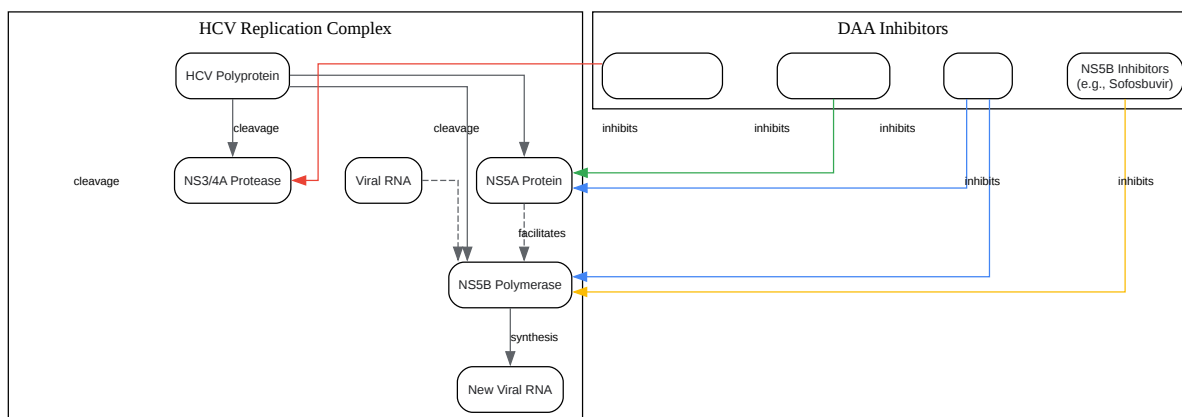 HCV Replication Complex
DAA Inhibitors
HCV Polyprotein
NS5B Inhibitors
(e.g., Sofosbuvir)
cleavage
cleavage
inhibits
inhibits
inhibits
cleavage
NS3/4A Protease
Viral RNA
NS5A Protein
inhibits
inhibits
facilitates
NS5B Polymerase
synthesis
New Viral RNA